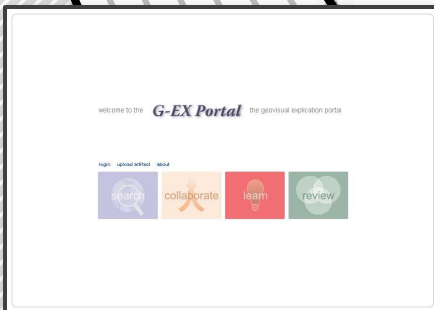 welcome to the G-EX Portal the geovisual explication portal
login upload artifact about
search collaborate learn review